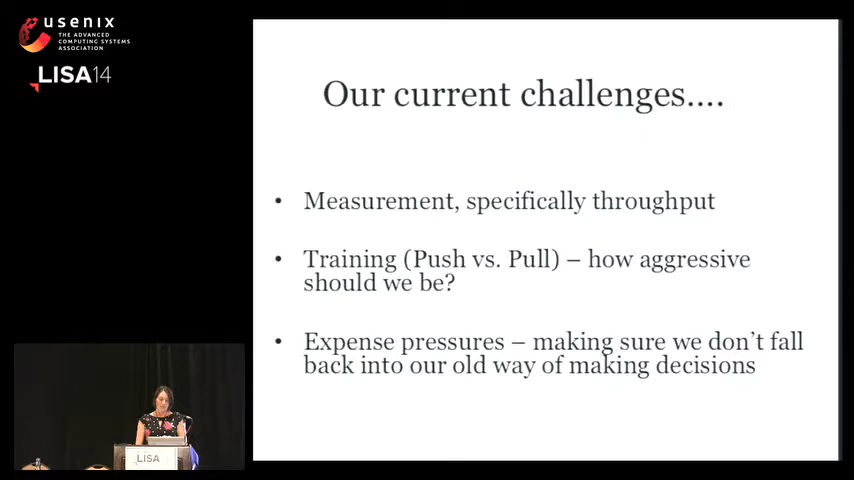 usenix
THE ADVANCED
COMPUTING SYSTEMS
ASSOCIATION
LISA14
Our current challenges....
• Measurement, specifically throughput
• Training (Push vs. Pull) – how aggressive
should we be?
• Expense pressures – making sure we don't fall
back into our old way of making decisions
LISA